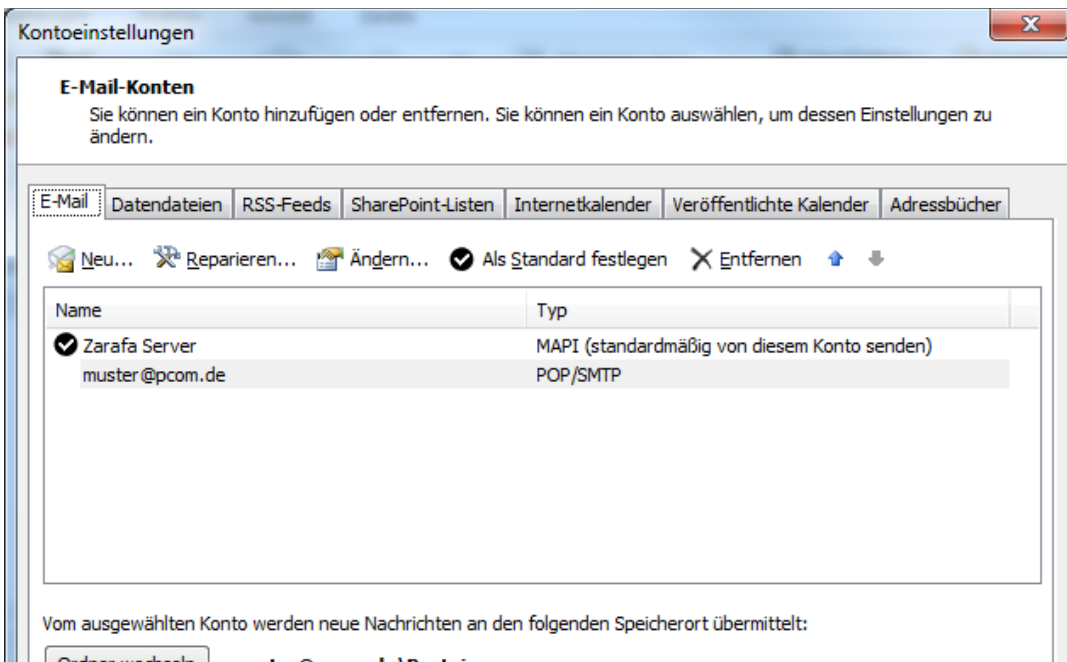 Kontoeinstellungen
E-Mail-Konten
Sie können ein Konto hinzufügen oder entfernen. Sie können ein Konto auswählen, um dessen Einstellungen zu
ändern.
E-Mail Datendateien RSS-Feeds SharePoint-Listen Internetkalender Veröffentlichte Kalender Adressbücher
Neu... Reparieren... Ändern... Als Standard festlegen Entfernen
Name Typ
Zarafa Server MAPI (standardmäßig von diesem Konto senden)
muster@pcom.de POP/SMTP
Vom ausgewählten Konto werden neue Nachrichten an den folgenden Speicherort übermittelt:
Ordner wechseln